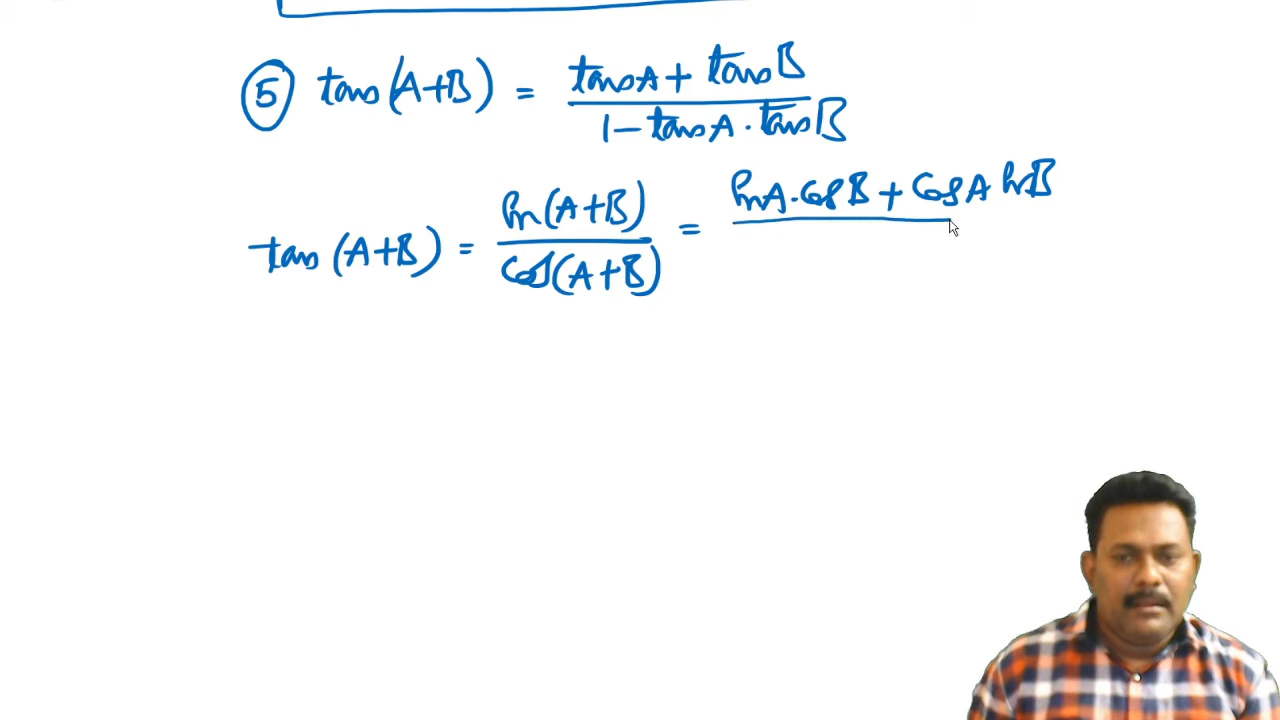 5 tan(A+B) = tanA + tanB / 1 - tanA . tanB
tan(A+B) = sin(A+B) / cos(A+B) = sinA . cosB + cosA sinB